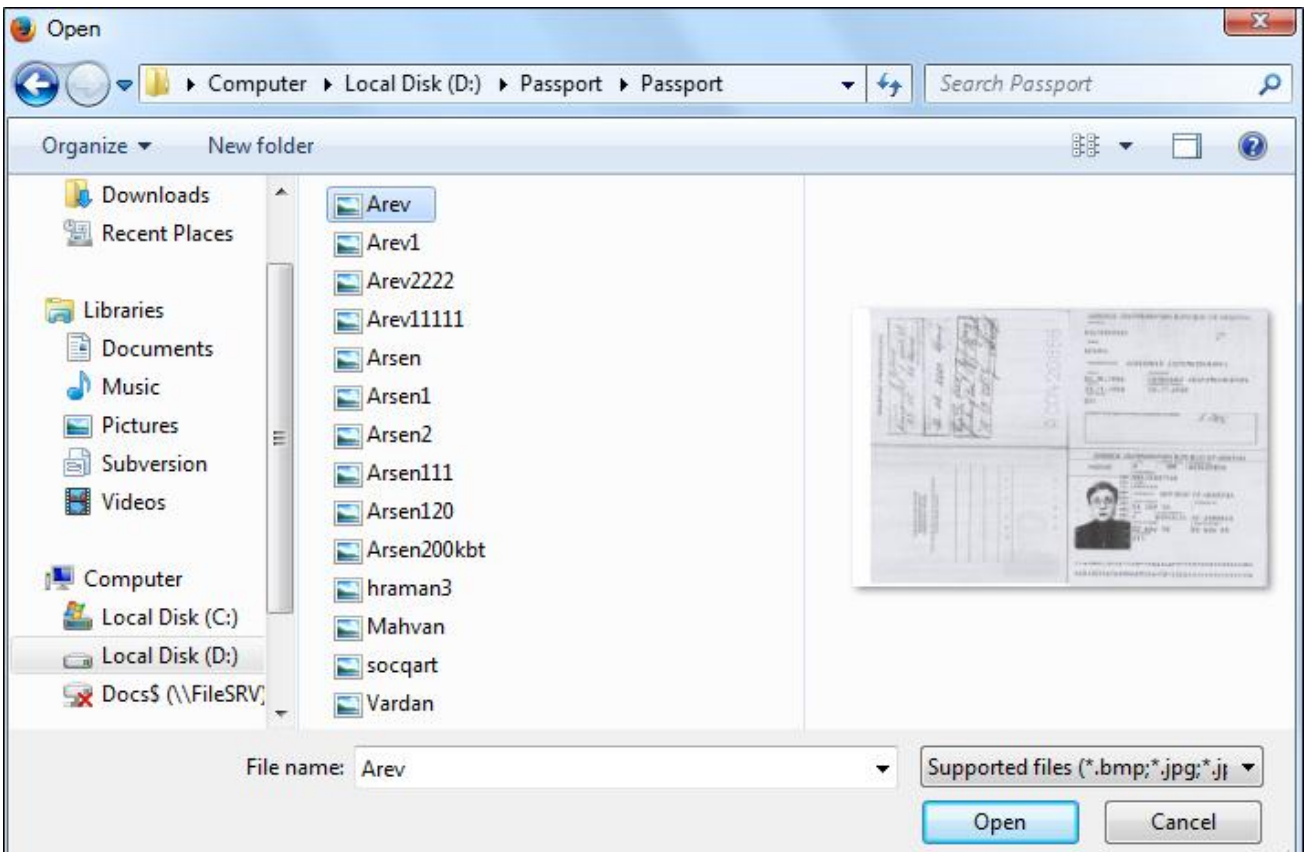 Open
Computer Local Disk (D:) Passport Passport
Search Passport
Organize New folder
Downloads
Recent Places
Libraries
Documents
Music
Pictures
Subversion
Videos
Computer
Local Disk (C:)
Local Disk (D:)
Docs$ (\\FileSRV)
Arev
Arev1
Arev2222
Arev11111
Arsen
Arsen1
Arsen2
Arsen111
Arsen120
Arsen200kbt
hraman3
Mahvan
socqart
Vardan
File name: Arev
Supported files (*.bmp;*.jpg;*.j
Open Cancel